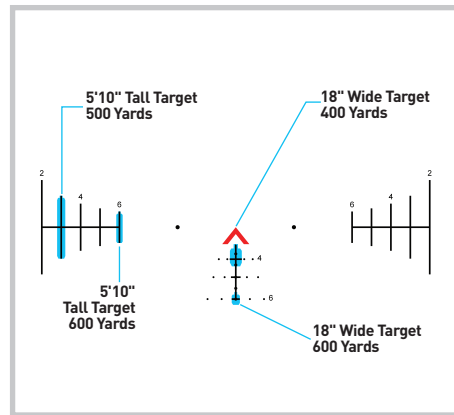 5'10" Tall Target
500 Yards
18" Wide Target
400 Yards
2
4
6
6
4
2
4
6
5'10"
Tall Target
600 Yards
18" Wide Target
600 Yards